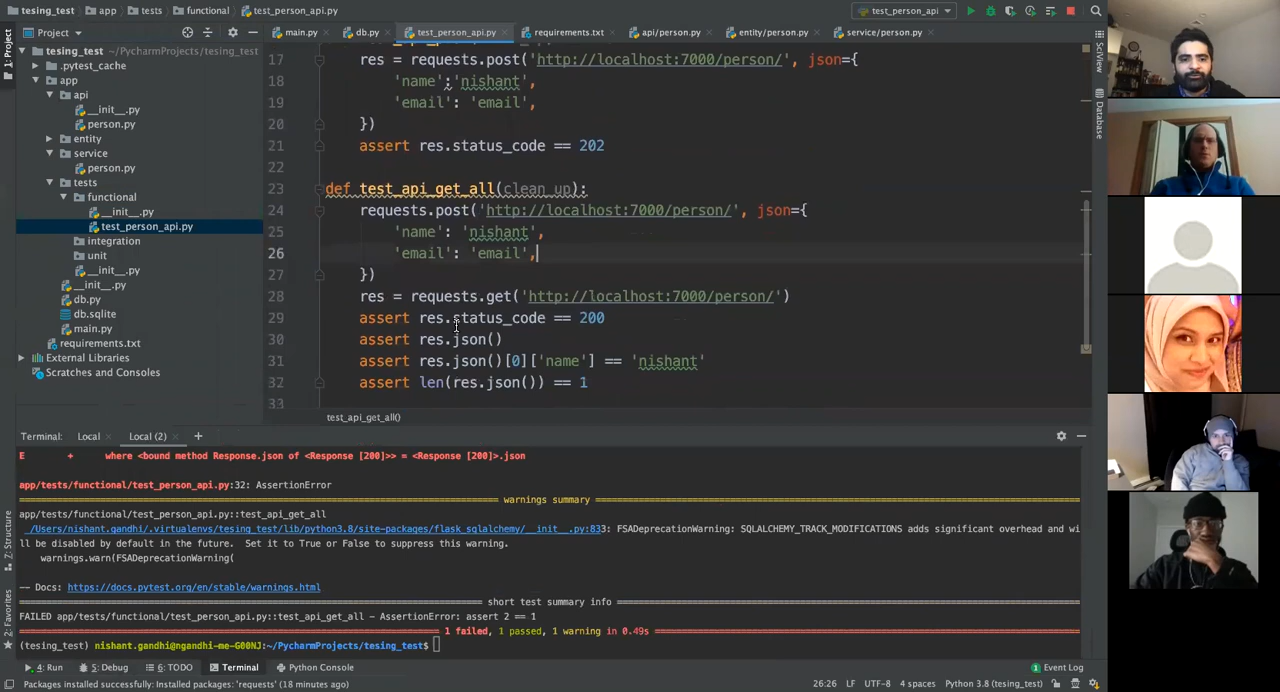 tesing_test
app
tests
functional
test_person_api.py
test_person_api
Project
main.py
db.py
test_person_api.py
requirements.txt
api/person.py
entity/person.py
service/person.py
1: Project
tesing_test ~/PycharmProjects/tesing_test
.pytest_cache
app
api
__init__.py
person.py
entity
service
person.py
tests
functional
__init__.py
test_person_api.py
integration
unit
__init__.py
__init__.py
db.py
db.sqlite
main.py
requirements.txt
External Libraries
Scratches and Consoles
17 res = requests.post('http://localhost:7000/person/', json={
18 'name':'nishant',
19 'email': 'email',
20 })
21 assert res.status_code == 202
22
23 def test_api_get_all(clean_up):
24 requests.post('http://localhost:7000/person/', json={
25 'name': 'nishant',
26 'email': 'email',
27 })
28 res = requests.get('http://localhost:7000/person/')
29 assert res.status_code == 200
30 assert res.json()
31 assert res.json()[0]['name'] == 'nishant'
32 assert len(res.json()) == 1
33
test_api_get_all()
SciView
Database
Terminal: Local Local (2) +
E + where <bound method Response.json of <Response [200]>> = <Response [200]>.json
app/tests/functional/test_person_api.py:32: AssertionError
warnings summary
app/tests/functional/test_person_api.py::test_api_get_all
/Users/nishant.gandhi/.virtualenvs/tesing_test/lib/python3.8/site-packages/flask_sqlalchemy/__init__.py:833: FSADeprecationWarning: SQLALCHEMY_TRACK_MODIFICATIONS adds significant overhead and wi
ll be disabled by default in the future. Set it to True or False to suppress this warning.
warnings.warn(FSADeprecationWarning(
-- Docs: https://docs.pytest.org/en/stable/warnings.html
short test summary info
FAILED app/tests/functional/test_person_api.py::test_api_get_all - AssertionError: assert 2 == 1
1 failed, 1 passed, 1 warning in 0.49s
(tesing_test) nishant.gandhi@ngandhi-me-G00NJ:~/PycharmProjects/tesing_test$
7: Structure
2: Favorites
4: Run 5: Debug 6: TODO Terminal Python Console
1 Event Log
Packages installed successfully: Installed packages: 'requests' (18 minutes ago)
26:26 LF UTF-8 4 spaces Python 3.8 (tesing_test)